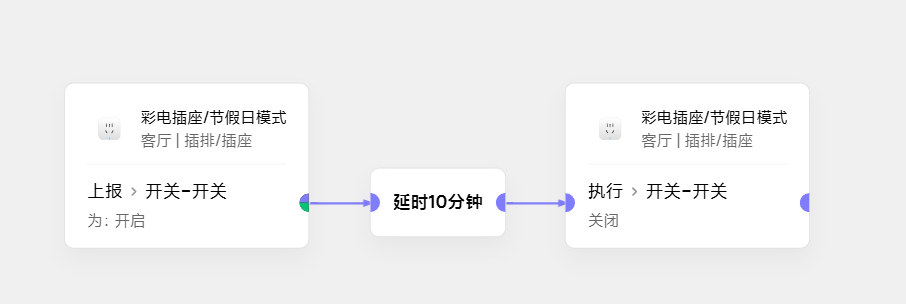 彩电插座/节假日模式
客厅 | 插排/插座
上报 › 开关-开关
为: 开启
延时10分钟
彩电插座/节假日模式
客厅 | 插排/插座
执行 › 开关-开关
关闭